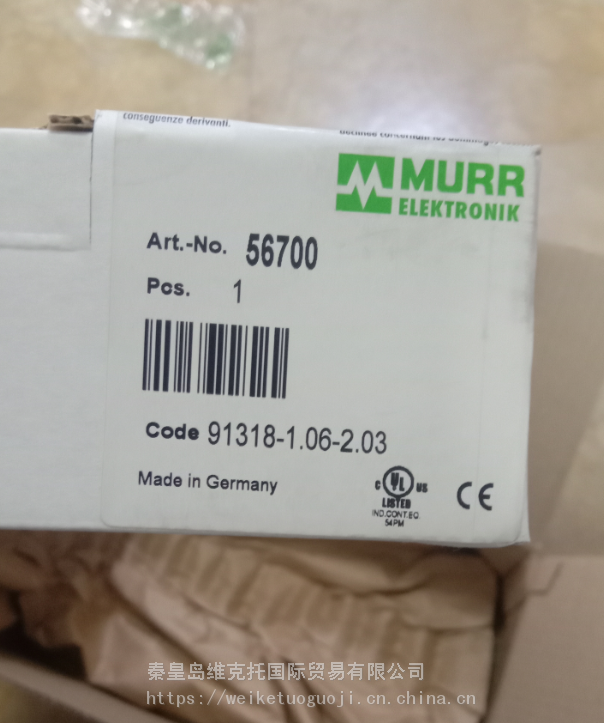 conseguenze derivanti.
MURR
ELEKTRONIK
Art.-No. 56700
Pcs. 1
Code 91318-1.06-2.03
Made in Germany
C UL US
LISTED
IND.CONT.EQ.
54PM
CE
秦皇岛维克托国际贸易有限公司
https://weiketuoguoji.cn.china.cn